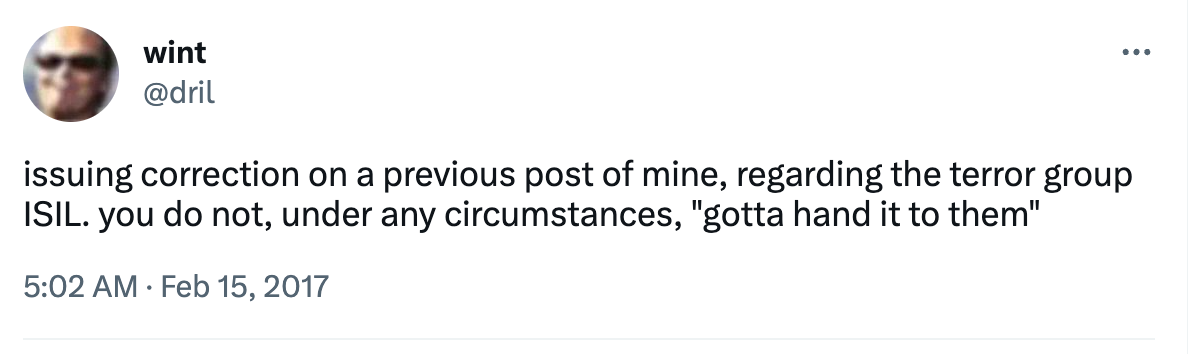 wint
@dril
issuing correction on a previous post of mine, regarding the terror group
ISIL. you do not, under any circumstances, "gotta hand it to them"
5:02 AM · Feb 15, 2017